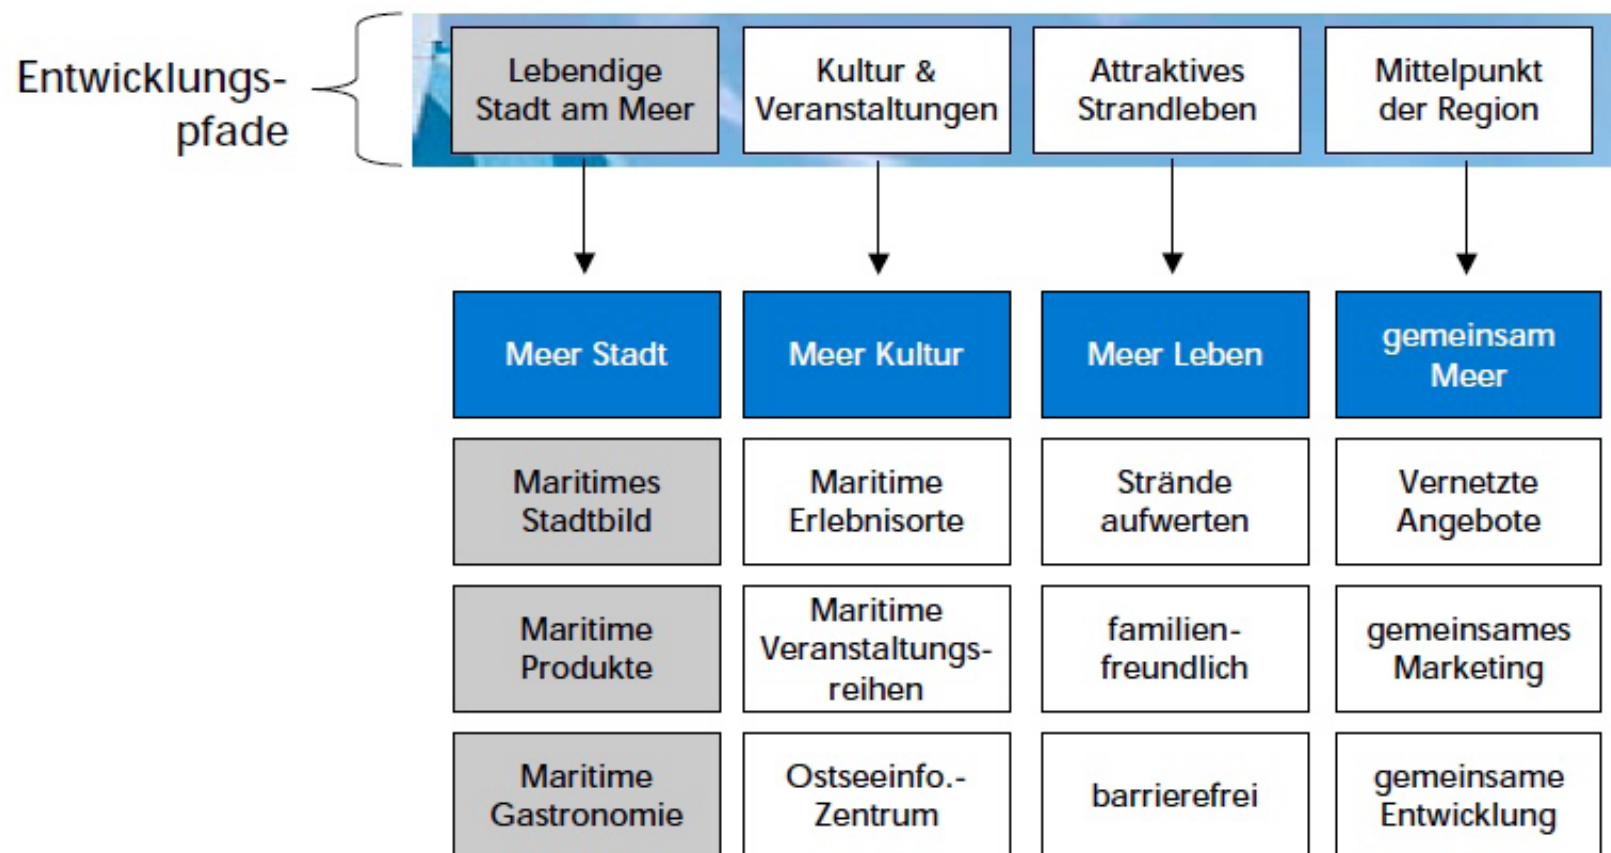 Entwicklungs-
pfade
Lebendige
Stadt am Meer
Kultur &
Veranstaltungen
Attraktives
Strandleben
Mittelpunkt
der Region
Meer Stadt
Meer Kultur
Meer Leben
gemeinsam
Meer
Maritimes
Stadtbild
Maritime
Erlebnisorte
Strände
aufwerten
Vernetzte
Angebote
Maritime
Produkte
Maritime
Veranstaltungs-
reihen
familien-
freundlich
gemeinsames
Marketing
Maritime
Gastronomie
Ostseeinfo.-
Zentrum
barrierefrei
gemeinsame
Entwicklung